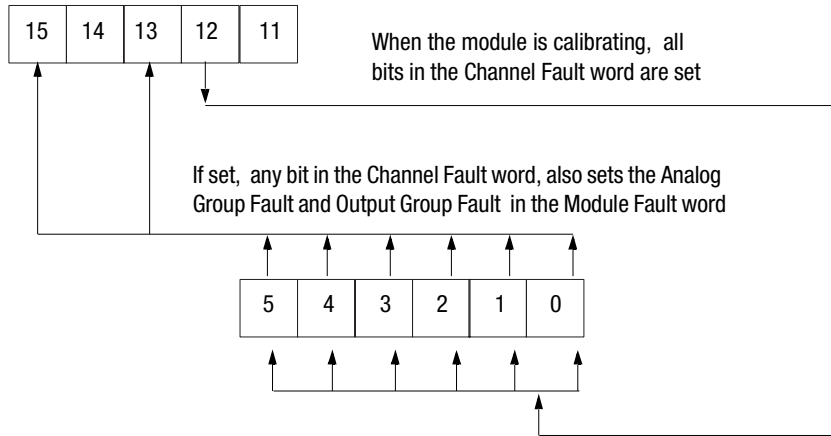 15 14 13 12 11
When the module is calibrating, all
bits in the Channel Fault word are set
If set, any bit in the Channel Fault word, also sets the Analog
Group Fault and Output Group Fault in the Module Fault word
5 4 3 2 1 0